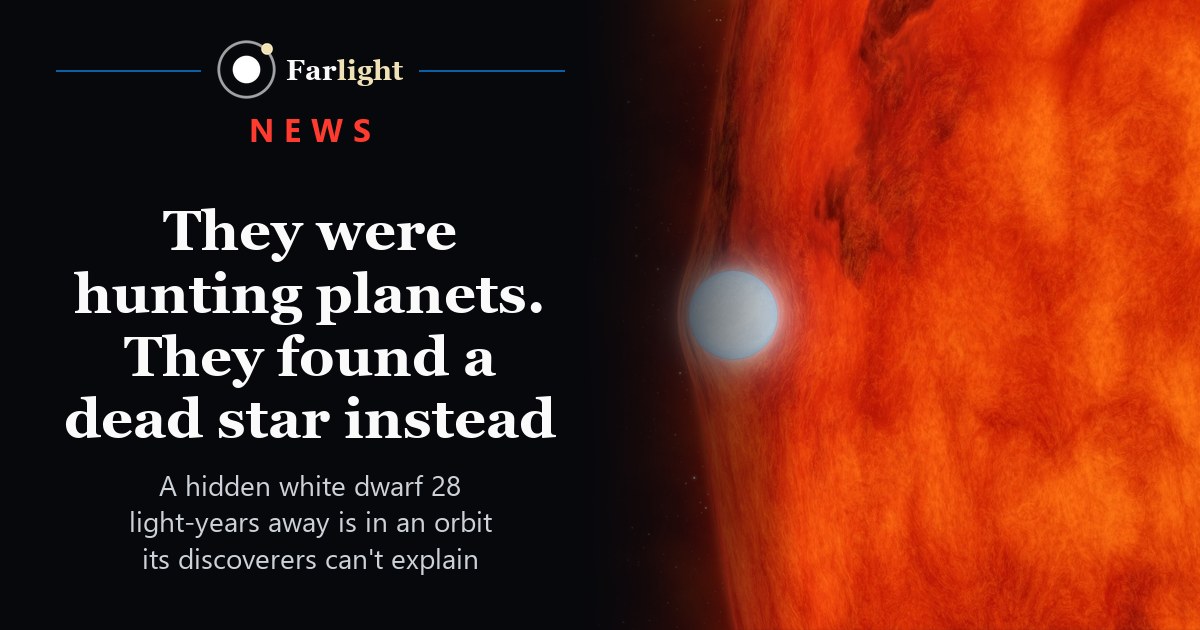 Farlight
NEWS
They were
hunting planets.
They found a
dead star instead
A hidden white dwarf 28
light-years away is in an orbit
its discoverers can't explain